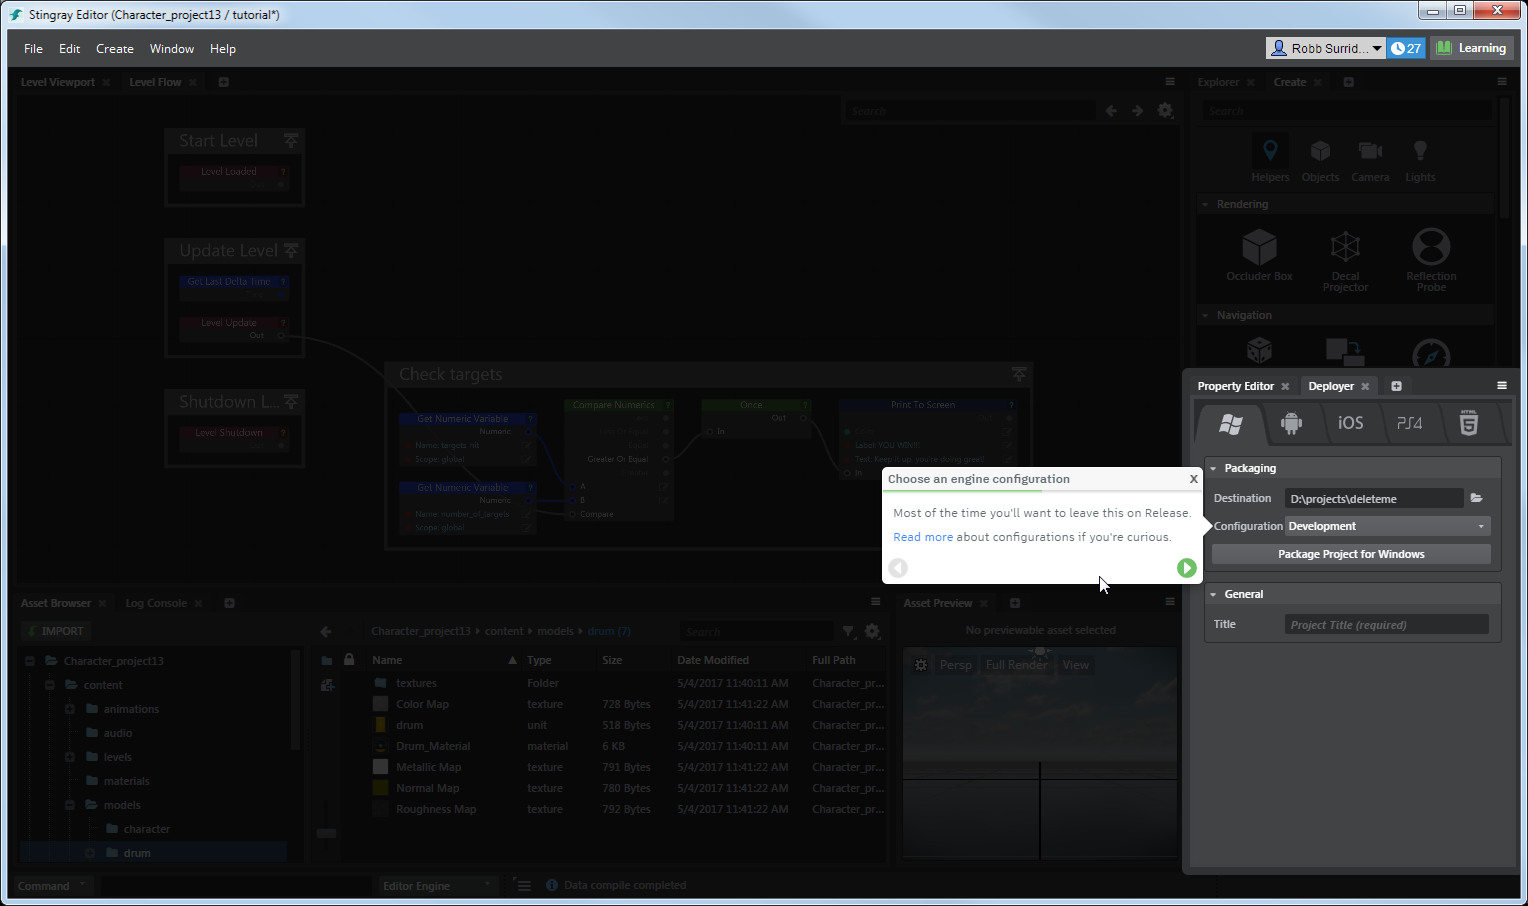 Stingray Editor (Character_project13 / tutorial*)
File Edit Create Window Help
Robb Surrid... 27 Learning
Level Viewport Level Flow
Search
Start Level
Level Loaded ?
Update Level
Get Last Delta Time ?
Level Update ?
Out
Shutdown L...
Level Shutdown ?
Check targets
Get Numeric Variable ?
Numeric
Name: targets_hit
Scope: global
Get Numeric Variable ?
Numeric
Name: number_of_targets
Scope: global
Compare Numerics ?
Greater Or Equal
A
B
Compare
Once ?
Out
In
Print To Screen ?
Label: YOU WIN!!!
Text: Keep it up, you're doing great!
In
Explorer Create
Search
Helpers Objects Camera Lights
Rendering
Occluder Box Decal Projector Reflection Probe
Navigation
Property Editor Deployer
iOS PS4 HTML 5
Packaging
Destination D:\projects\deleteme
Configuration Development
Package Project for Windows
General
Title Project Title (required)
Choose an engine configuration X
Most of the time you'll want to leave this on Release.
Read more about configurations if you're curious.
Asset Browser Log Console
IMPORT
Character_project13 content models drum (7)
Search
Character_project13
content
animations
audio
levels
materials
models
character
drum
Name Type Size Date Modified Full Path
textures Folder 5/4/2017 11:40:11 AM Character_pr...
Color Map texture 728 Bytes 5/4/2017 11:41:22 AM Character_pr...
drum unit 518 Bytes 5/4/2017 11:40:11 AM Character_pr...
Drum_Material material 6 KB 5/4/2017 11:40:11 AM Character_pr...
Metallic Map texture 791 Bytes 5/4/2017 11:41:22 AM Character_pr...
Normal Map texture 780 Bytes 5/4/2017 11:41:22 AM Character_pr...
Roughness Map texture 792 Bytes 5/4/2017 11:41:22 AM Character_pr...
Asset Preview
No previewable asset selected
Persp Full Render View
Command Editor Engine Data compile completed